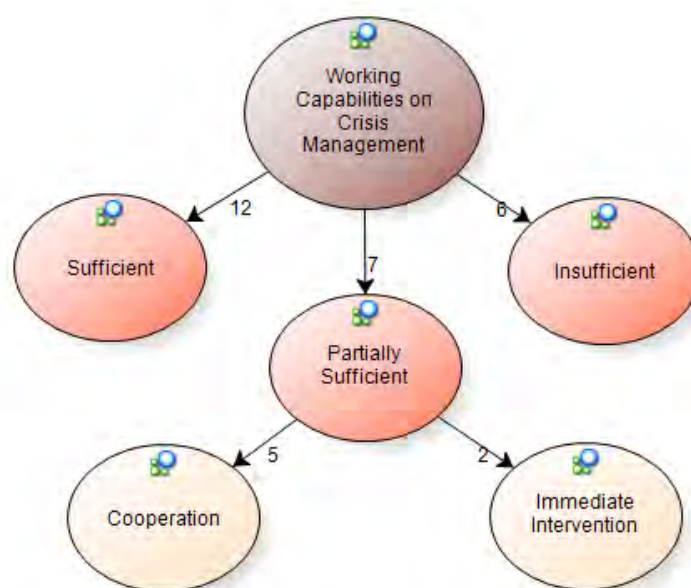 Working
Capabilities on
Crisis
Management
12
6
Sufficient
7
Insufficient
Partially
Sufficient
5
2
Cooperation
Immediate
Intervention